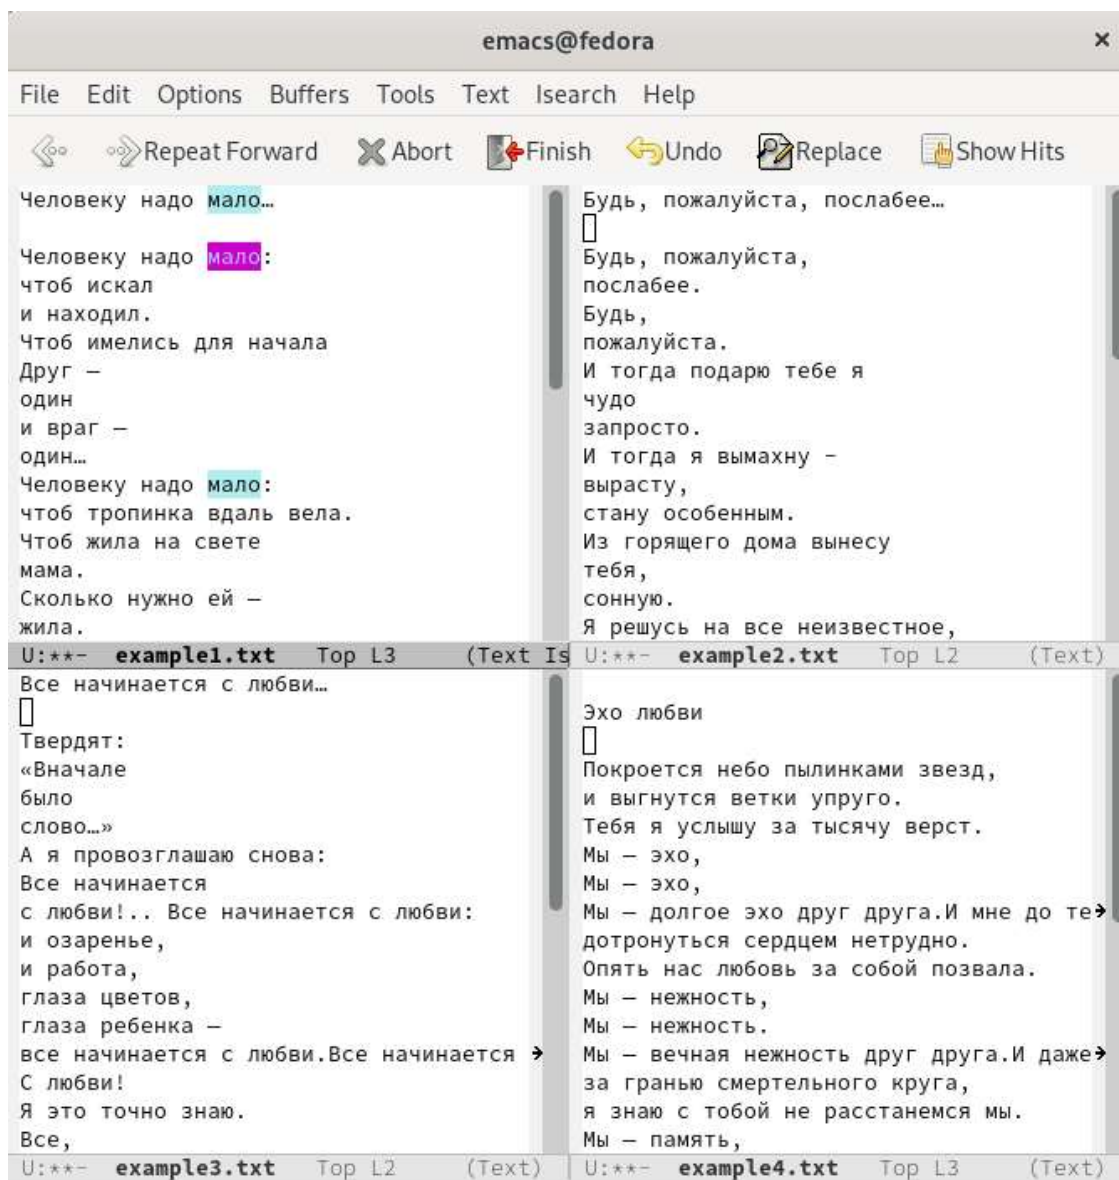 emacs@fedora ×
File Edit Options Buffers Tools Text Isearch Help
Repeat Forward Abort Finish Undo Replace Show Hits
Человеку надо мало…
Человеку надо мало:
чтоб искал
и находил.
Чтоб имелись для начала
Друг —
один
и враг —
один…
Человеку надо мало:
чтоб тропинка вдаль вела.
Чтоб жила на свете
мама.
Сколько нужно ей —
жила.
U:**- example1.txt Top L3 (Text Is
Будь, пожалуйста, послабее…
Будь, пожалуйста,
послабее.
Будь,
пожалуйста.
И тогда подарю тебе я
чудо
запросто.
И тогда я вымахну –
вырасту,
стану особенным.
Из горящего дома вынесу
тебя,
сонную.
Я решусь на все неизвестное,
U:**- example2.txt Top L2 (Text)
Все начинается с любви…
Твердят:
«Вначале
было
слово…»
А я провозглашаю снова:
Все начинается
с любви!.. Все начинается с любви:
и озаренье,
и работа,
глаза цветов,
глаза ребенка —
все начинается с любви.Все начинается
С любви!
Я это точно знаю.
Все,
U:**- example3.txt Top L2 (Text)
Эхо любви
Покроется небо пылинками звезд,
и выгнутся ветки упруго.
Тебя я услышу за тысячу верст.
Мы — эхо,
Мы — эхо,
Мы — долгое эхо друг друга.И мне до те
дотронуться сердцем нетрудно.
Опять нас любовь за собой позвала.
Мы — нежность,
Мы — нежность.
Мы — вечная нежность друг друга.И даже
за гранью смертельного круга,
я знаю с тобой не расстанемся мы.
Мы — память,
U:**- example4.txt Top L3 (Text)